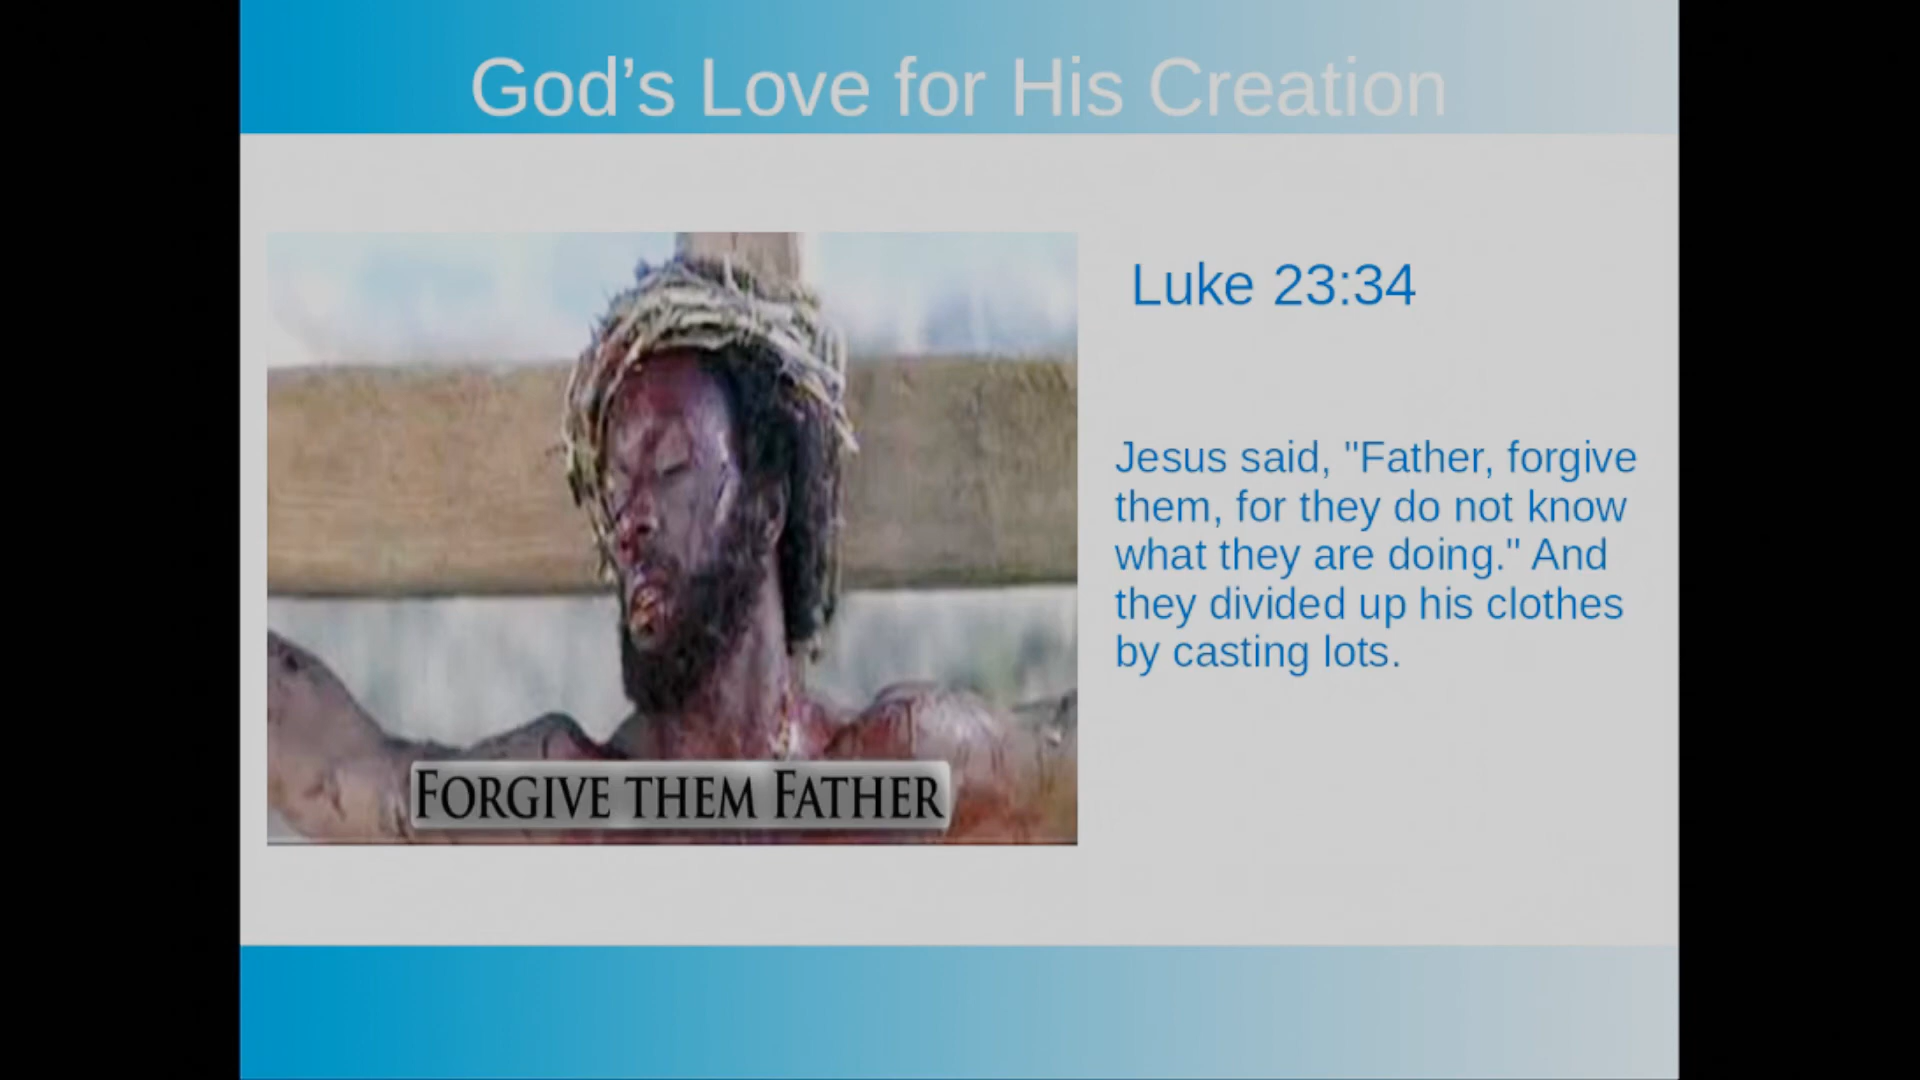 God’s Love for His Creation
Luke 23:34
Jesus said, "Father, forgive
them, for they do not know
what they are doing." And
they divided up his clothes
by casting lots.
FORGIVE THEM FATHER